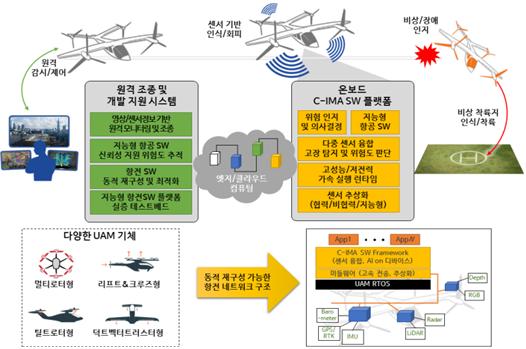 원격
감시/제어
센서 기반
인식/회피
비상/장애
인지
비상 착륙지
인식/착륙
원격 조종 및
개발 지원 시스템
영상/센서정보 기반
원격 모니터링 및 조종
지능형 항공 SW
신뢰성 지원 위험도 추적
항전 SW
동적 재구성 및 최적화
지능형 항전SW 플랫폼
실증 테스트베드
엣지/클라우드
컴퓨팅
온보드
C-IMA SW 플랫폼
위험 인지
및 의사결정
지능형
항공 SW
다중 센서 융합
고장 탐지 및 위험도 판단
고성능/저전력
가속 실행 런타임
센서 추상화
(협력/비협력/지능형)
다양한 UAM 기체
멀티로터형
리프트&크루즈형
틸트로터형
덕트벡터트러스터형
동적 재구성 가능한
항전 네트워크 구조
App1 • • • AppN
C-IMA SW Framework
(센서 융합, AI on 디바이스)
미들웨어 (고속 전송, 추상화)
UAM RTOS
Depth
RGB
Baro
-meter
GPS/
RTK
IMU
LiDAR
Radar